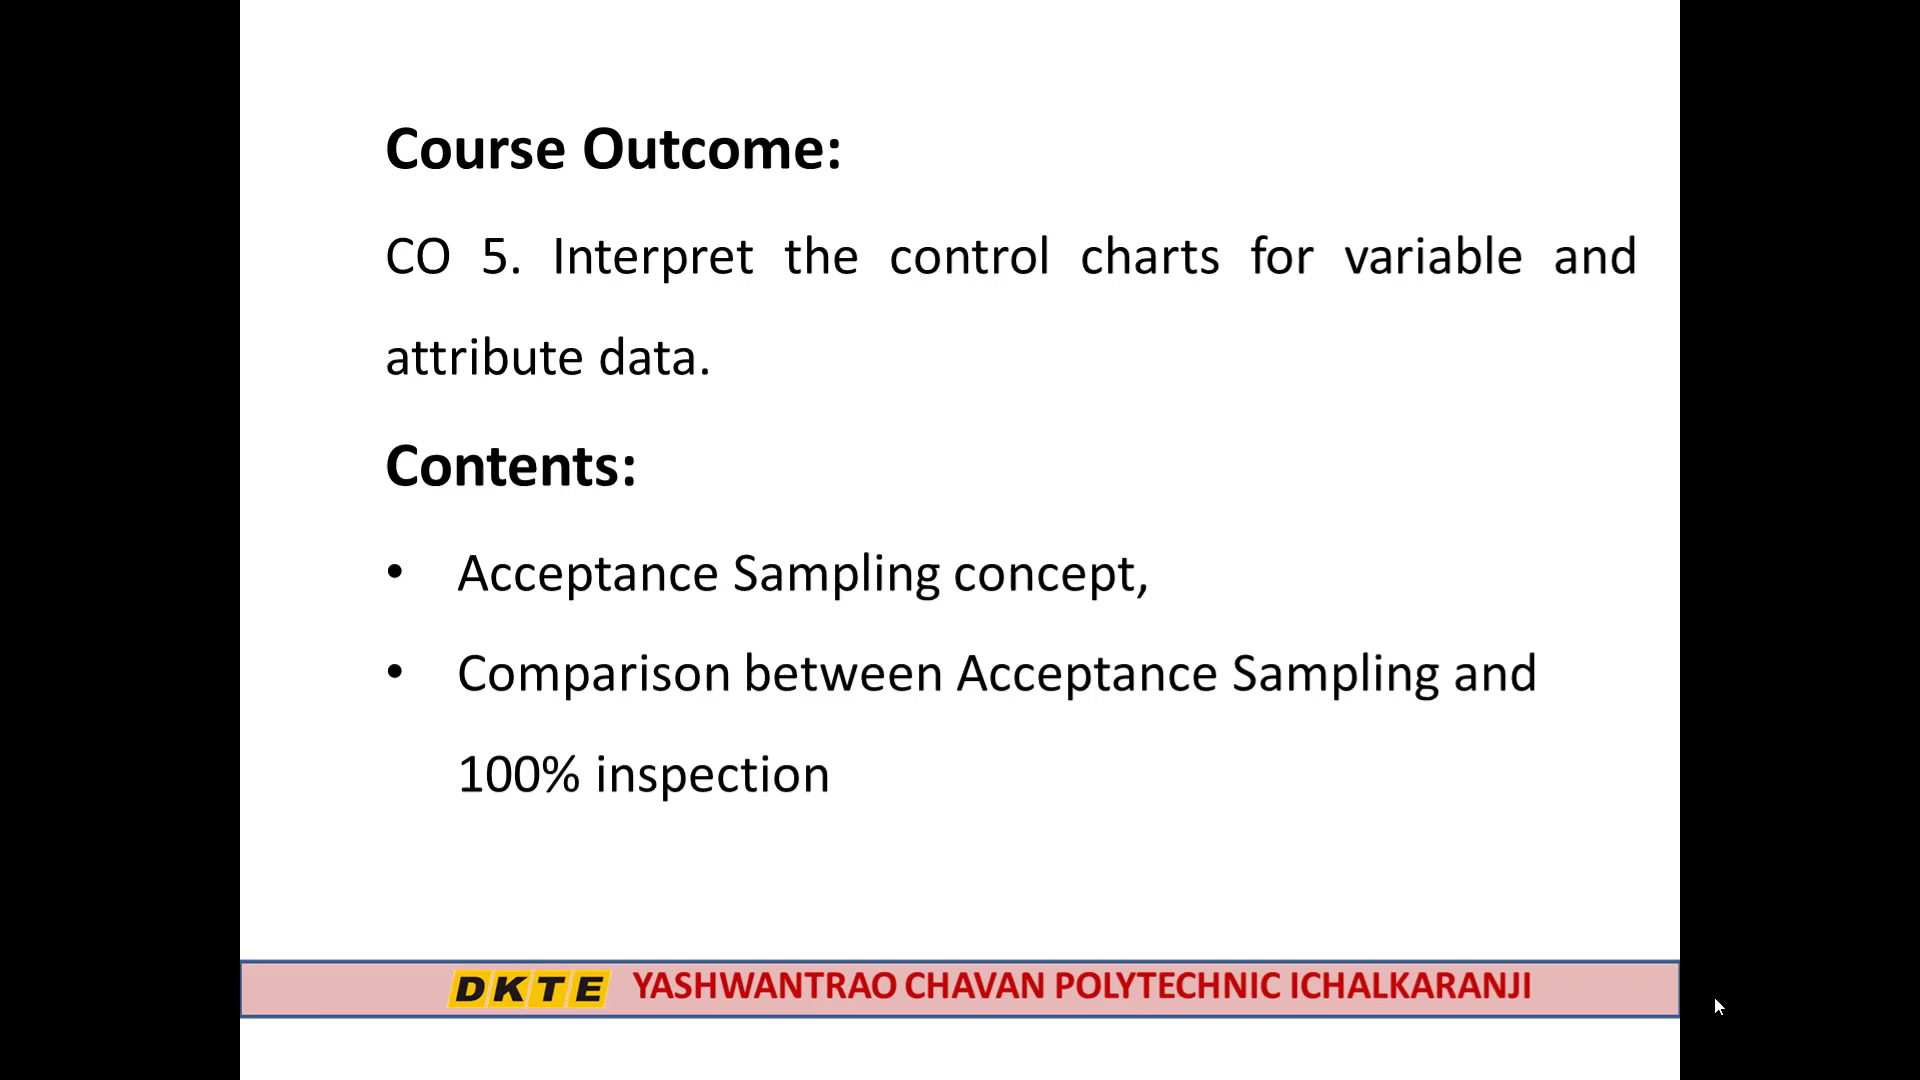 Course Outcome:
CO 5. Interpret the control charts for variable and
attribute data.
Contents:
• Acceptance Sampling concept,
• Comparison between Acceptance Sampling and
100% inspection
DKTE YASHWANTRAO CHAVAN POLYTECHNIC ICHALKARANJI